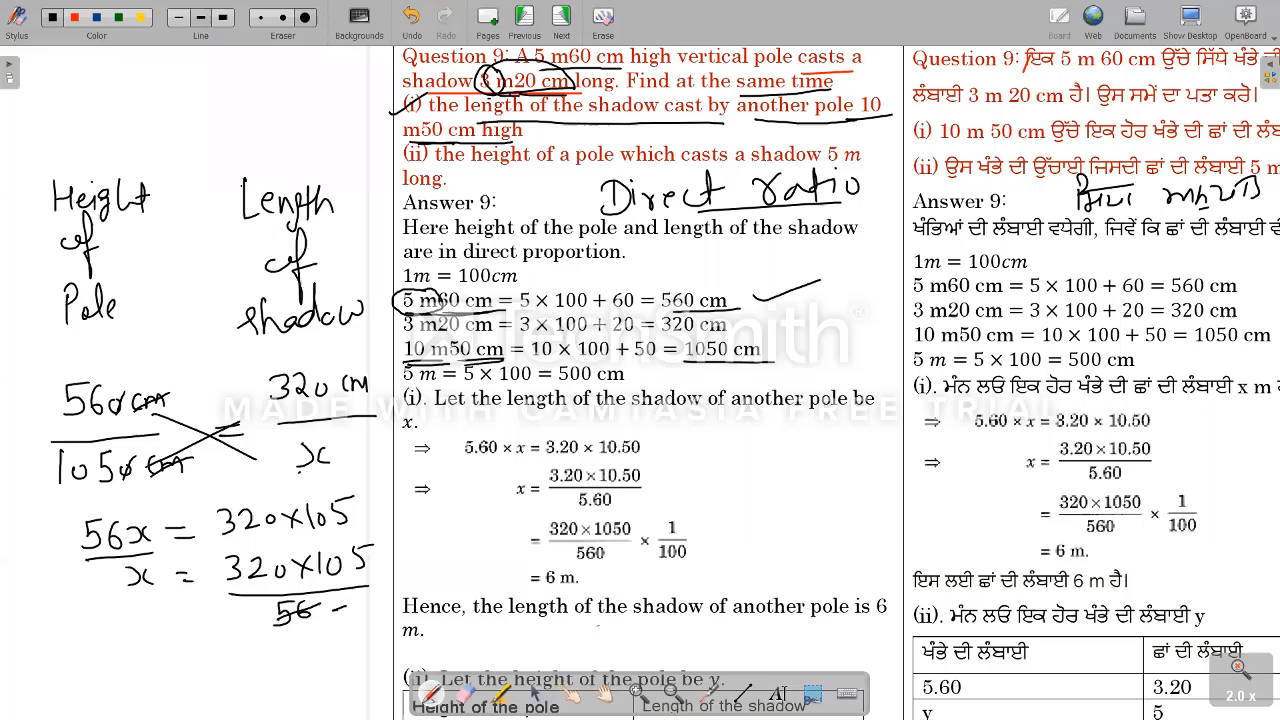 Stylus
Color
Line
Eraser
Backgrounds
Undo
Redo
Pages
Previous
Next
Erase
Board
Web
Documents
Show Desktop
OpenBoard
Height
of
Pole
Length
of
shadow
560 cm
320 cm
=
1050 cm
x
56x = 320×105
x = 320×105
56
Question 9: A 5 m60 cm high vertical pole casts a
shadow 3 m20 cm long. Find at the same time
(i) the length of the shadow cast by another pole 10
m50 cm high
(ii) the height of a pole which casts a shadow 5 m
long.
Direct ratio
Answer 9:
Here height of the pole and length of the shadow
are in direct proportion.
1m = 100cm
5 m60 cm = 5 × 100 + 60 = 560 cm
3 m20 cm = 3 × 100 + 20 = 320 cm
10 m50 cm = 10 × 100 + 50 = 1050 cm
5 m = 5 × 100 = 500 cm
(i). Let the length of the shadow of another pole be
x.
⇒ 5.60 × x = 3.20 × 10.50
⇒ x = 3.20 × 10.50 / 5.60
= 320 × 1050 / 560 × 1 / 100
= 6 m.
Hence, the length of the shadow of another pole is 6
m.
(ii). Let the height of the pole be y.
Height of the pole Length of the shadow
Question 9: ਇਕ 5 m 60 cm ਉੱਚੇ ਸਿੱਧੇ ਖੰਭੇ ਦੀ
ਲੰਬਾਈ 3 m 20 cm ਹੈ। ਉਸ ਸਮੇਂ ਦਾ ਪਤਾ ਕਰੋ।
(i) 10 m 50 cm ਉੱਚੇ ਇਕ ਹੋਰ ਖੰਭੇ ਦੀ ਛਾਂ ਦੀ
(ii) ਉਸ ਖੰਭੇ ਦੀ ਉਚਾਈ ਜਿਸਦੀ ਛਾਂ ਦੀ ਲੰਬਾਈ 5 m
Answer 9:
ਖੰਭਿਆਂ ਦੀ ਲੰਬਾਈ ਵਧੇਗੀ, ਜਿਵੇਂ ਕਿ ਛਾਂ ਦੀ ਲੰਬਾਈ
1m = 100cm
5 m60 cm = 5 × 100 + 60 = 560 cm
3 m20 cm = 3 × 100 + 20 = 320 cm
10 m50 cm = 10 × 100 + 50 = 1050 cm
5 m = 5 × 100 = 500 cm
(i). ਮੰਨ ਲਓ ਇਕ ਹੋਰ ਖੰਭੇ ਦੀ ਛਾਂ ਦੀ ਲੰਬਾਈ x m
⇒ 5.60 × x = 3.20 × 10.50
⇒ x = 3.20 × 10.50 / 5.60
= 320 × 1050 / 560 × 1 / 100
= 6 m.
ਇਸ ਲਈ ਛਾਂ ਦੀ ਲੰਬਾਈ 6 m ਹੈ।
(ii). ਮੰਨ ਲਓ ਇਕ ਹੋਰ ਖੰਭੇ ਦੀ ਲੰਬਾਈ y
ਖੰਭੇ ਦੀ ਲੰਬਾਈ ਛਾਂ ਦੀ ਲੰਬਾਈ
5.60 3.20
y 5
TechSmith
MADE WITH CAMTASIA FREE TRIAL
2.0 x